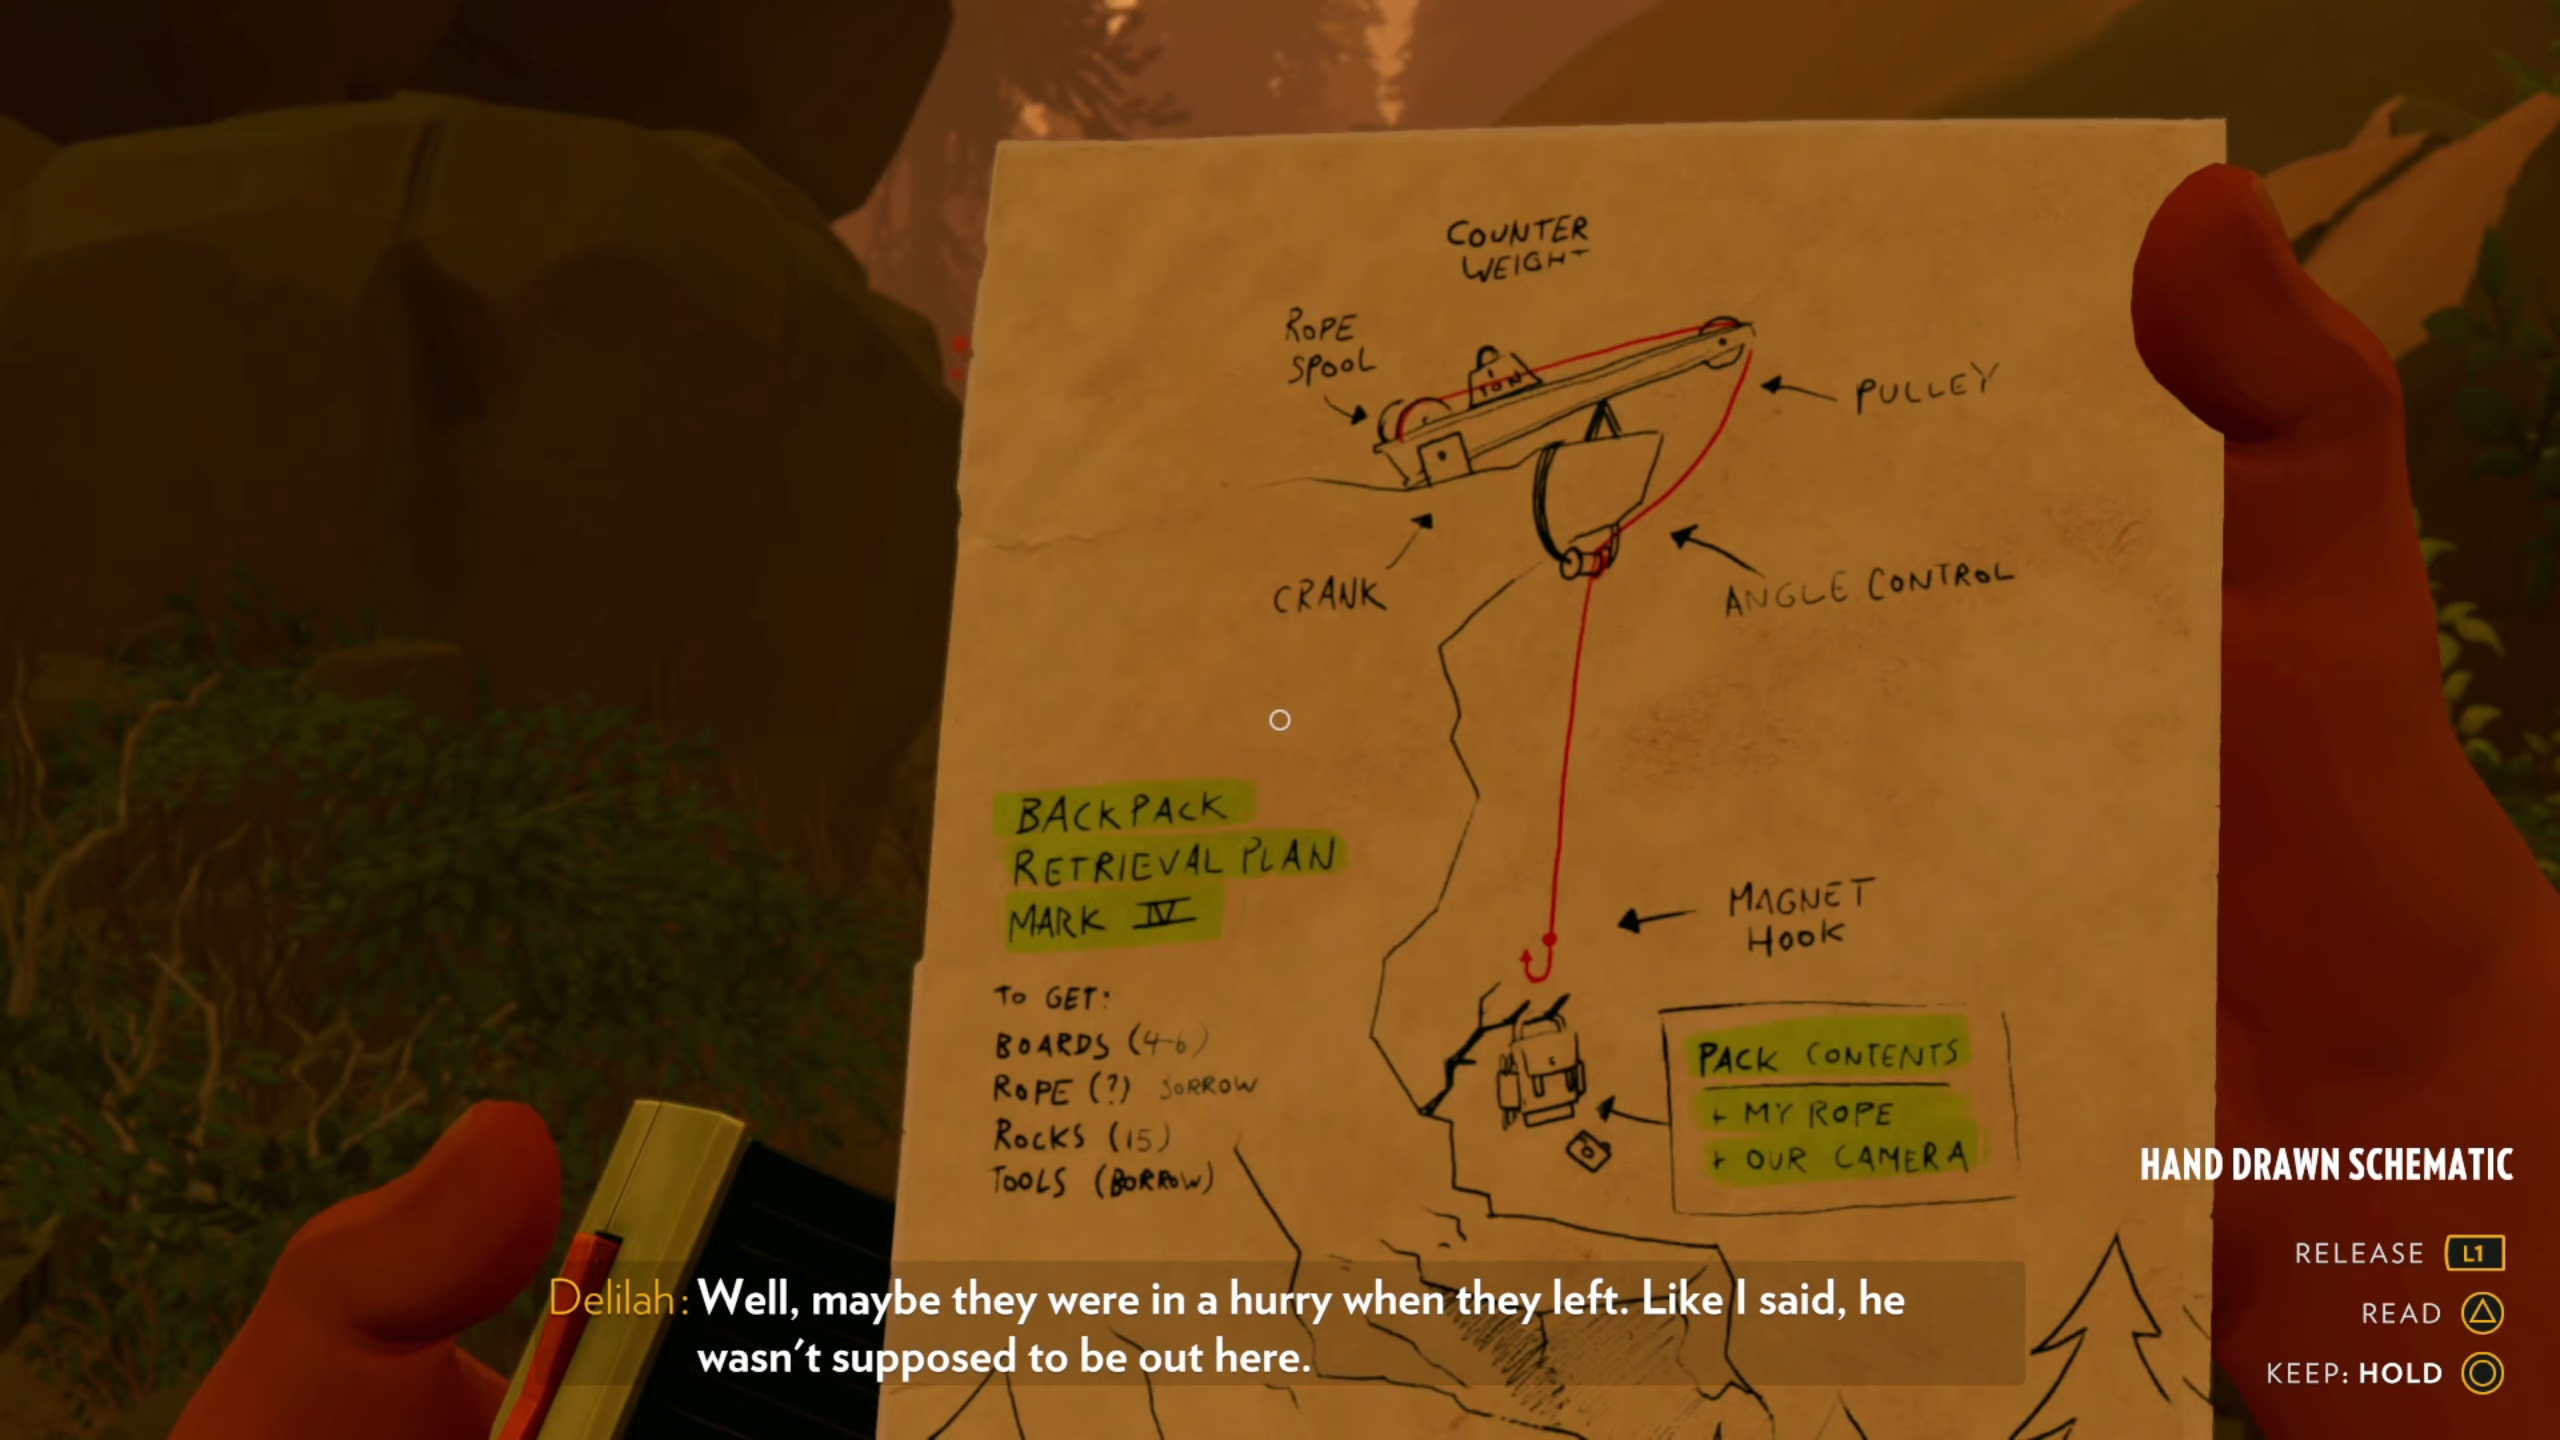 COUNTER
WEIGHT
ROPE
SPOOL
1 TON
PULLEY
CRANK
ANGLE CONTROL
BACKPACK
RETRIEVAL PLAN
MARK IV
MAGNET
HOOK
TO GET:
BOARDS (4-6)
ROPE (?) BORROW
ROCKS (15)
TOOLS (BORROW)
PACK CONTENTS
+ MY ROPE
+ OUR CAMERA
HAND DRAWN SCHEMATIC
RELEASE L1
READ
KEEP: HOLD
Delilah: Well, maybe they were in a hurry when they left. Like I said, he
wasn't supposed to be out here.